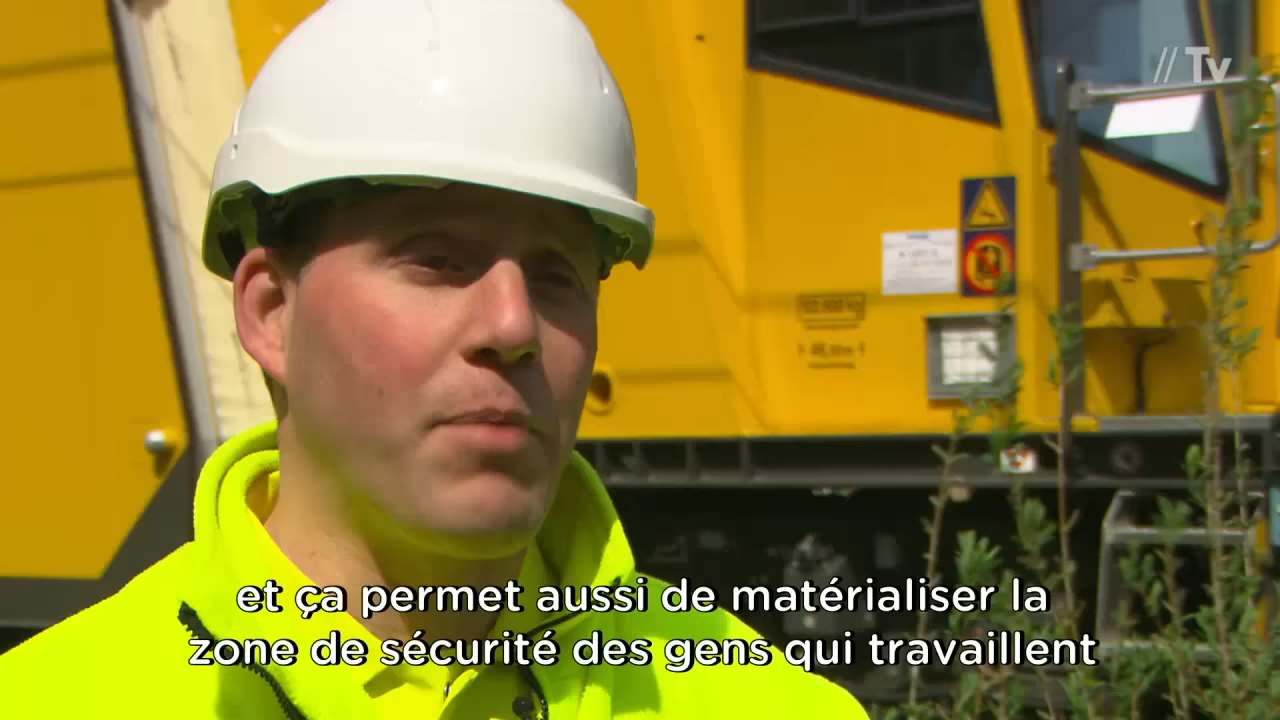 // Tv
et ça permet aussi de matérialiser la
zone de sécurité des gens qui travaillent